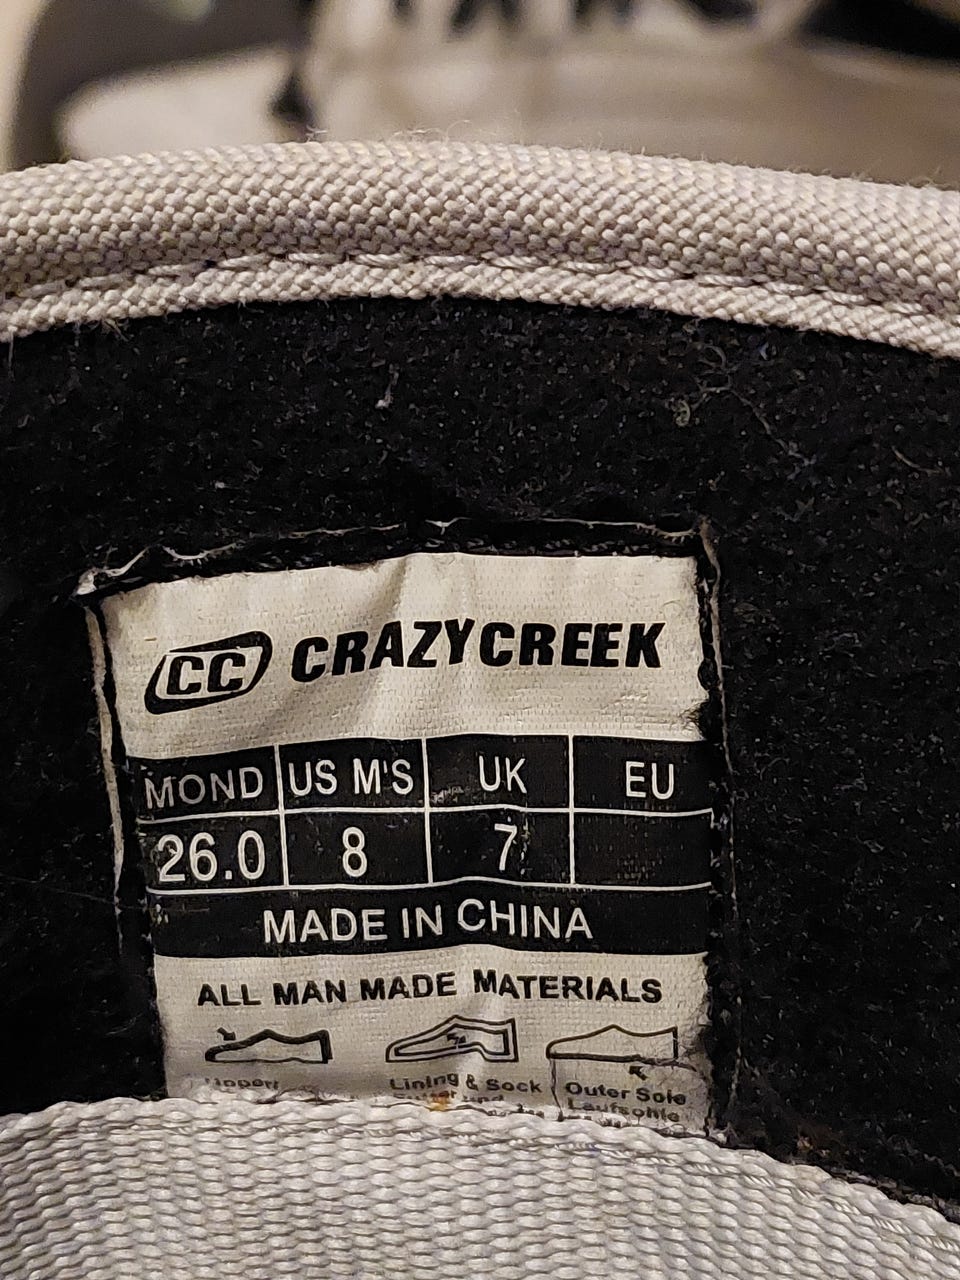 CC CRAZYCREEK
MOND US M'S UK EU
26.0 8 7
MADE IN CHINA
ALL MAN MADE MATERIALS
Lining & Sock Outer Sole
Laufsohle